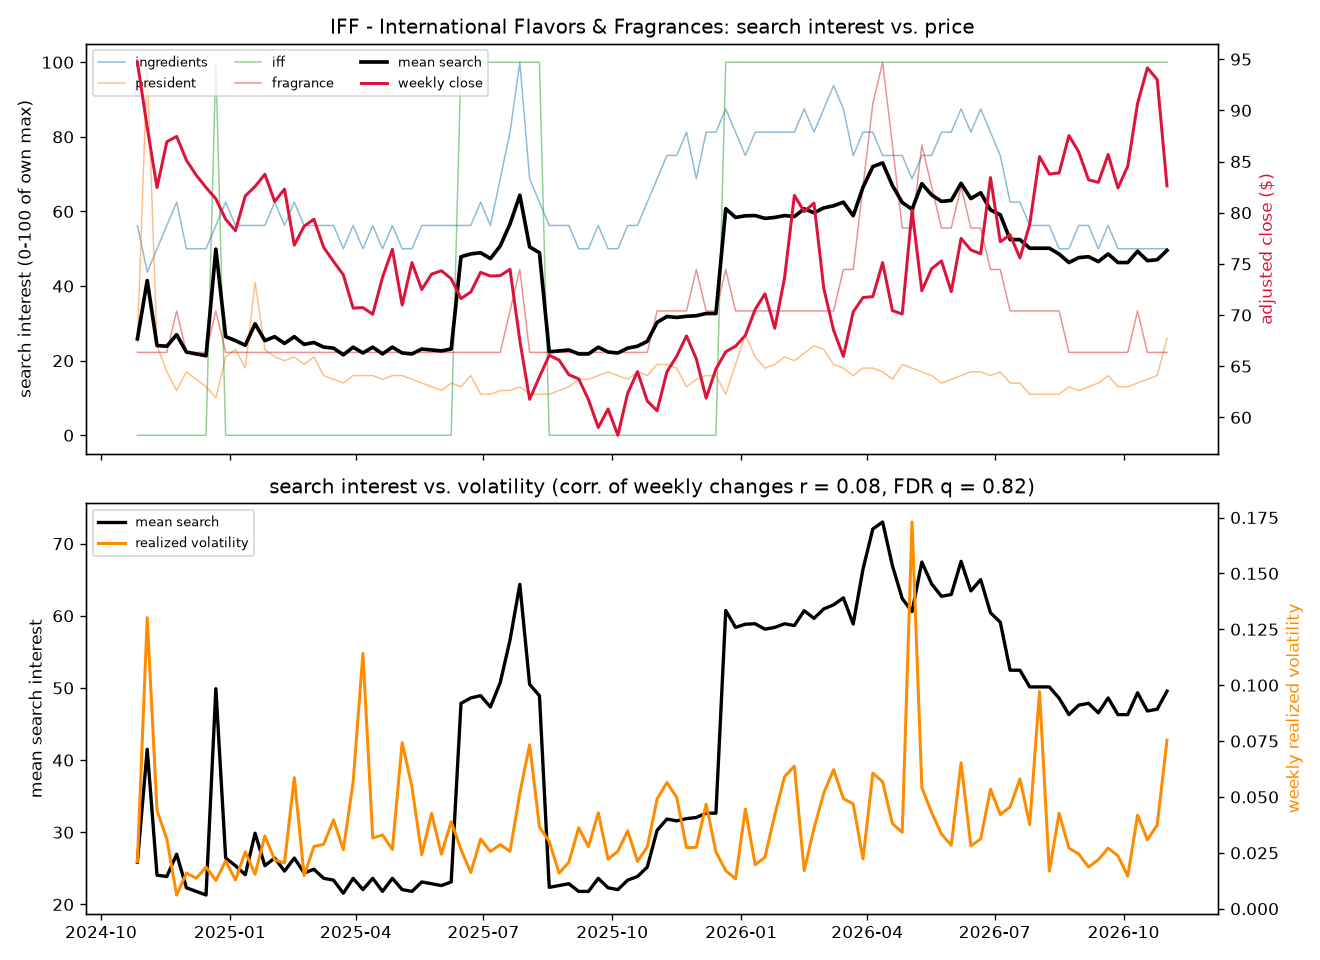 IFF - International Flavors & Fragrances: search interest vs. price
ingredients
president
iff
fragrance
mean search
weekly close
100
80
60
40
20
0
search interest (0-100 of own max)
95
90
85
80
75
70
65
60
adjusted close ($)
search interest vs. volatility (corr. of weekly changes r = 0.08, FDR q = 0.82)
mean search
realized volatility
70
60
50
40
30
20
mean search interest
0.175
0.150
0.125
0.100
0.075
0.050
0.025
0.000
weekly realized volatility
2024-10
2025-01
2025-04
2025-07
2025-10
2026-01
2026-04
2026-07
2026-10